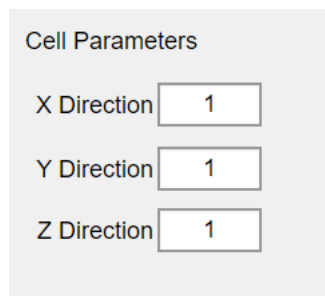 Cell Parameters
X Direction 1
Y Direction 1
Z Direction 1